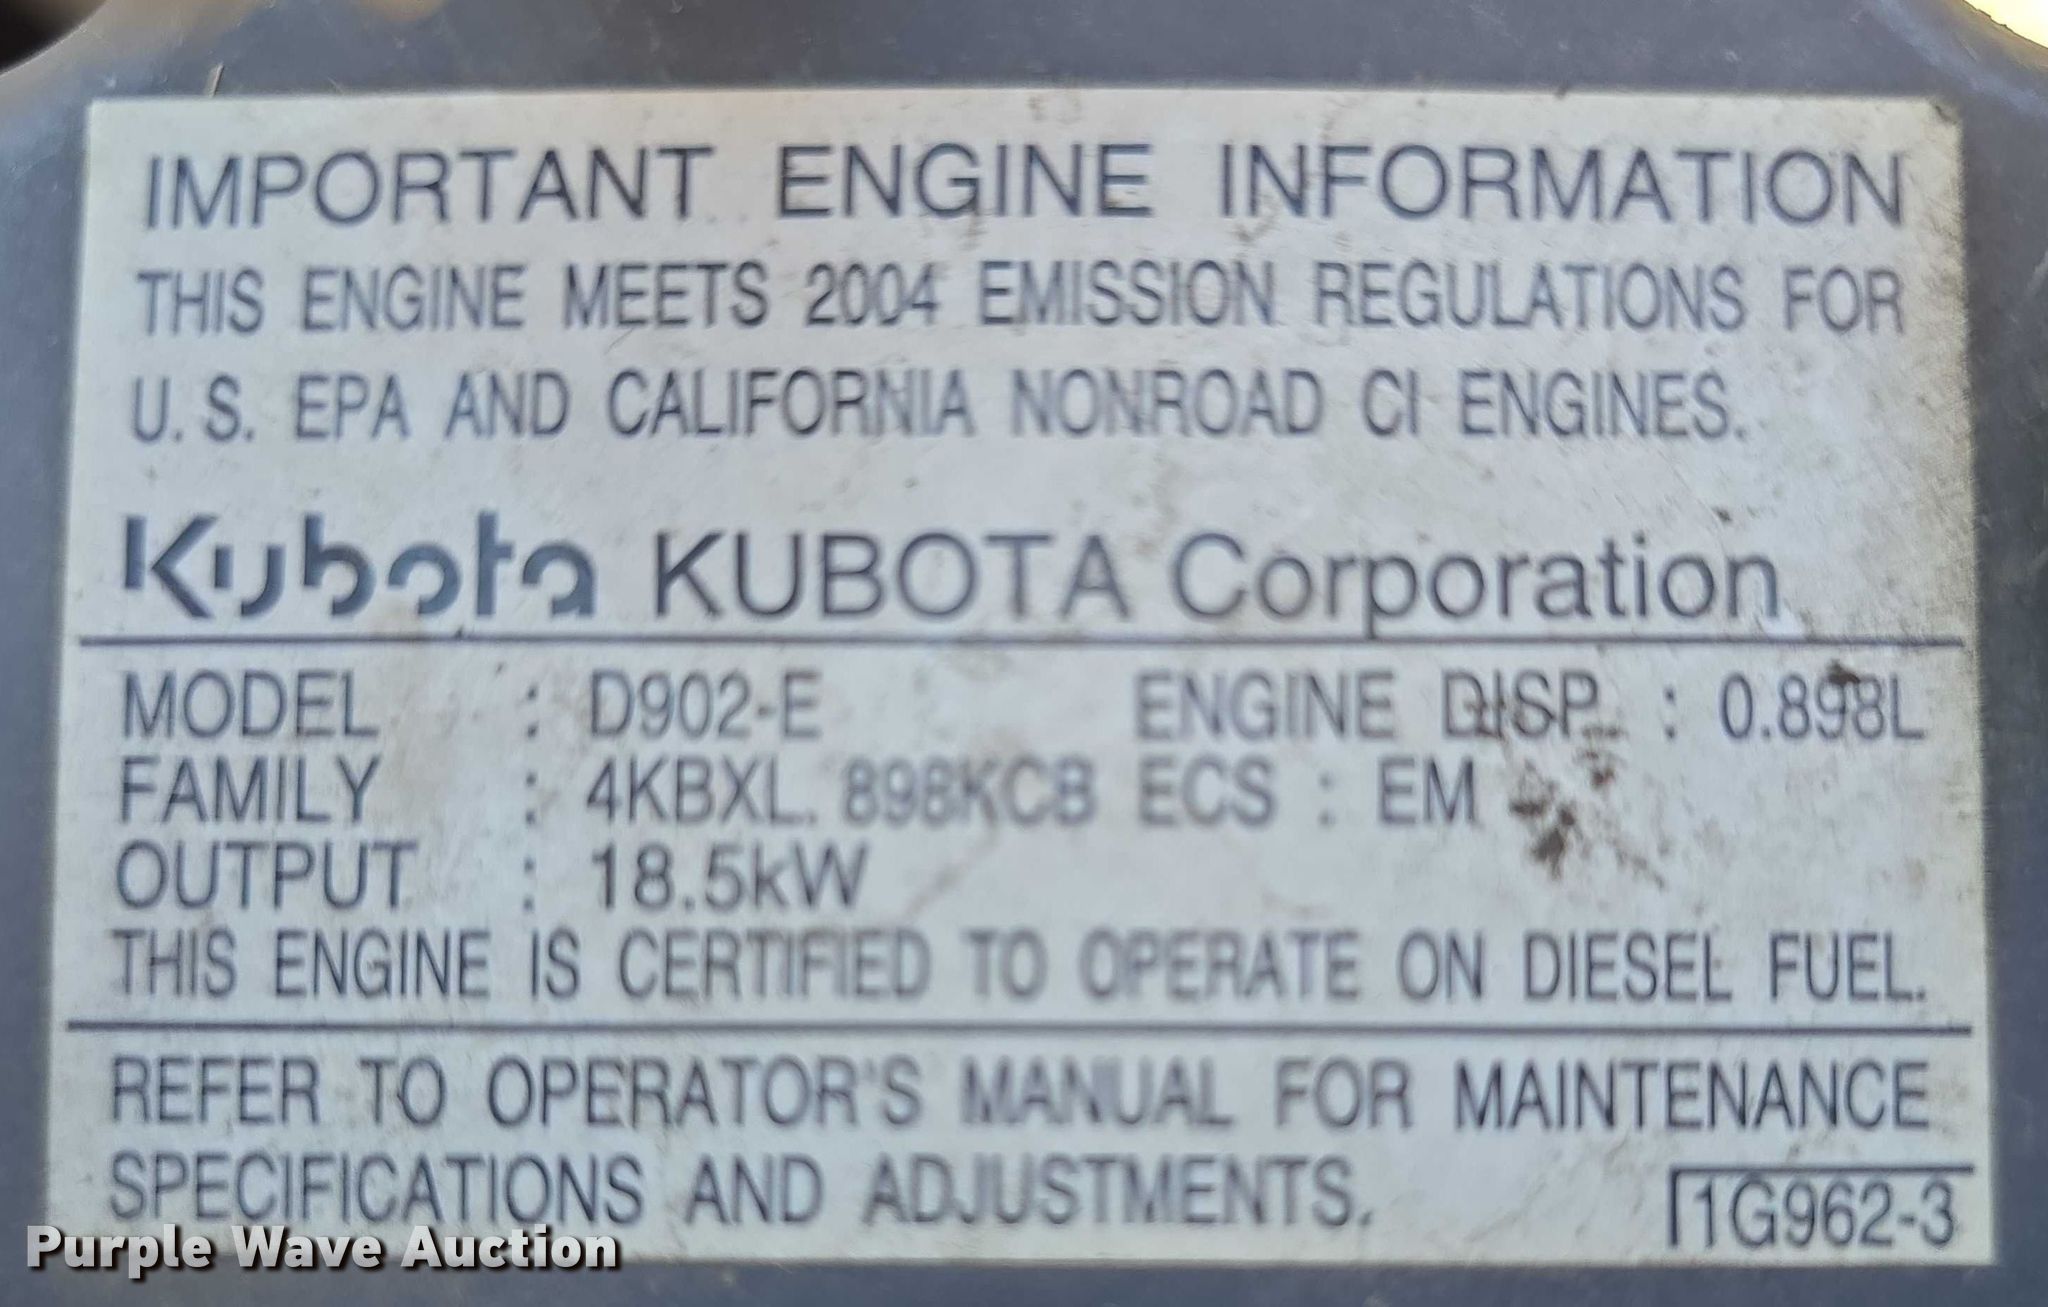 IMPORTANT ENGINE INFORMATION
THIS ENGINE MEETS 2004 EMISSION REGULATIONS FOR
U.S. EPA AND CALIFORNIA NONROAD CI ENGINES.
Kubota KUBOTA Corporation
MODEL : D902-E ENGINE DISP. : 0.898L
FAMILY : 4KBXL. 898KCB ECS : EM
OUTPUT : 18.5kW
THIS ENGINE IS CERTIFIED TO OPERATE ON DIESEL FUEL.
REFER TO OPERATOR'S MANUAL FOR MAINTENANCE
SPECIFICATIONS AND ADJUSTMENTS.
1G962-3
Purple Wave Auction